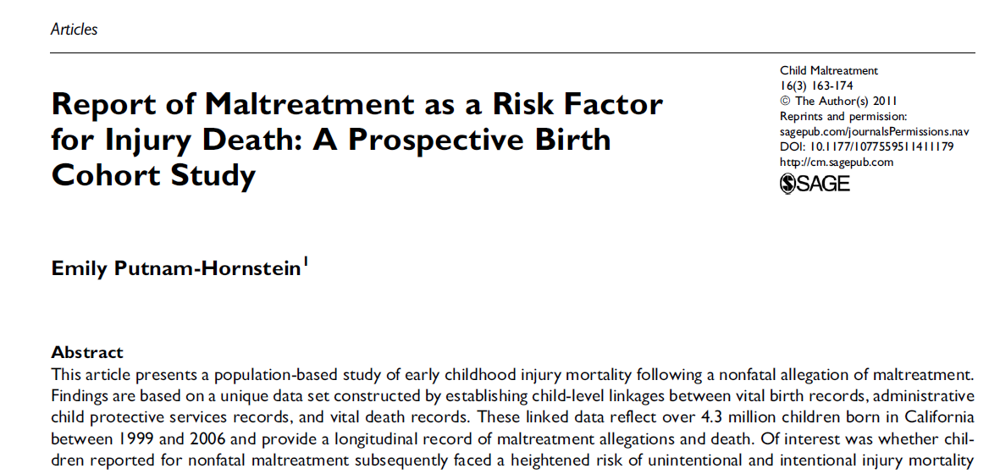 Articles
Child Maltreatment
16(3) 163-174
© The Author(s) 2011
Reprints and permission:
sagepub.com/journalsPermissions.nav
DOI: 10.1177/1077559511411179
http://cm.sagepub.com
SAGE
Report of Maltreatment as a Risk Factor
for Injury Death: A Prospective Birth
Cohort Study
Emily Putnam-Hornstein1
Abstract
This article presents a population-based study of early childhood injury mortality following a nonfatal allegation of maltreatment.
Findings are based on a unique data set constructed by establishing child-level linkages between vital birth records, administrative
child protective services records, and vital death records. These linked data reflect over 4.3 million children born in California
between 1999 and 2006 and provide a longitudinal record of maltreatment allegations and death. Of interest was whether chil-
dren reported for nonfatal maltreatment subsequently faced a heightened risk of unintentional and intentional injury mortality